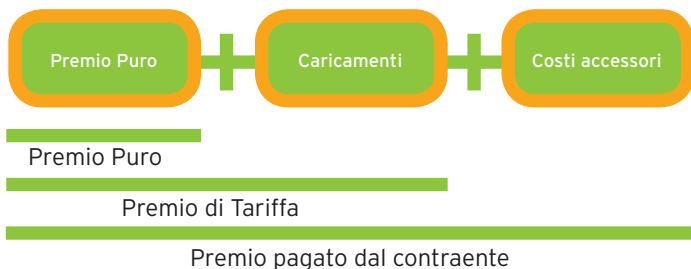 Premio Puro
Caricamenti
Costi accessori
Premio Puro
Premio di Tariffa
Premio pagato dal contraente